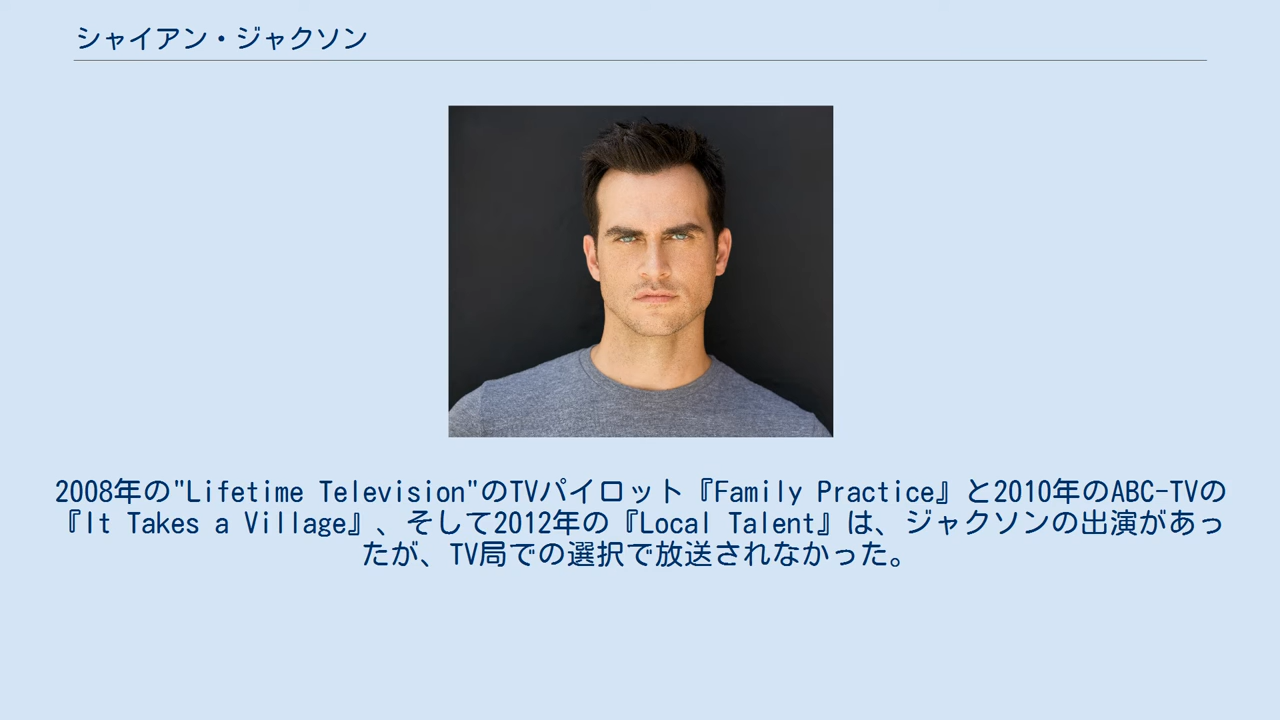 シャイアン・ジャクソン
2008年の"Lifetime Television"のTVパイロット『Family Practice』と2010年のABC-TVの
『It Takes a Village』、そして2012年の『Local Talent』は、ジャクソンの出演があっ
たが、TV局での選択で放送されなかった。